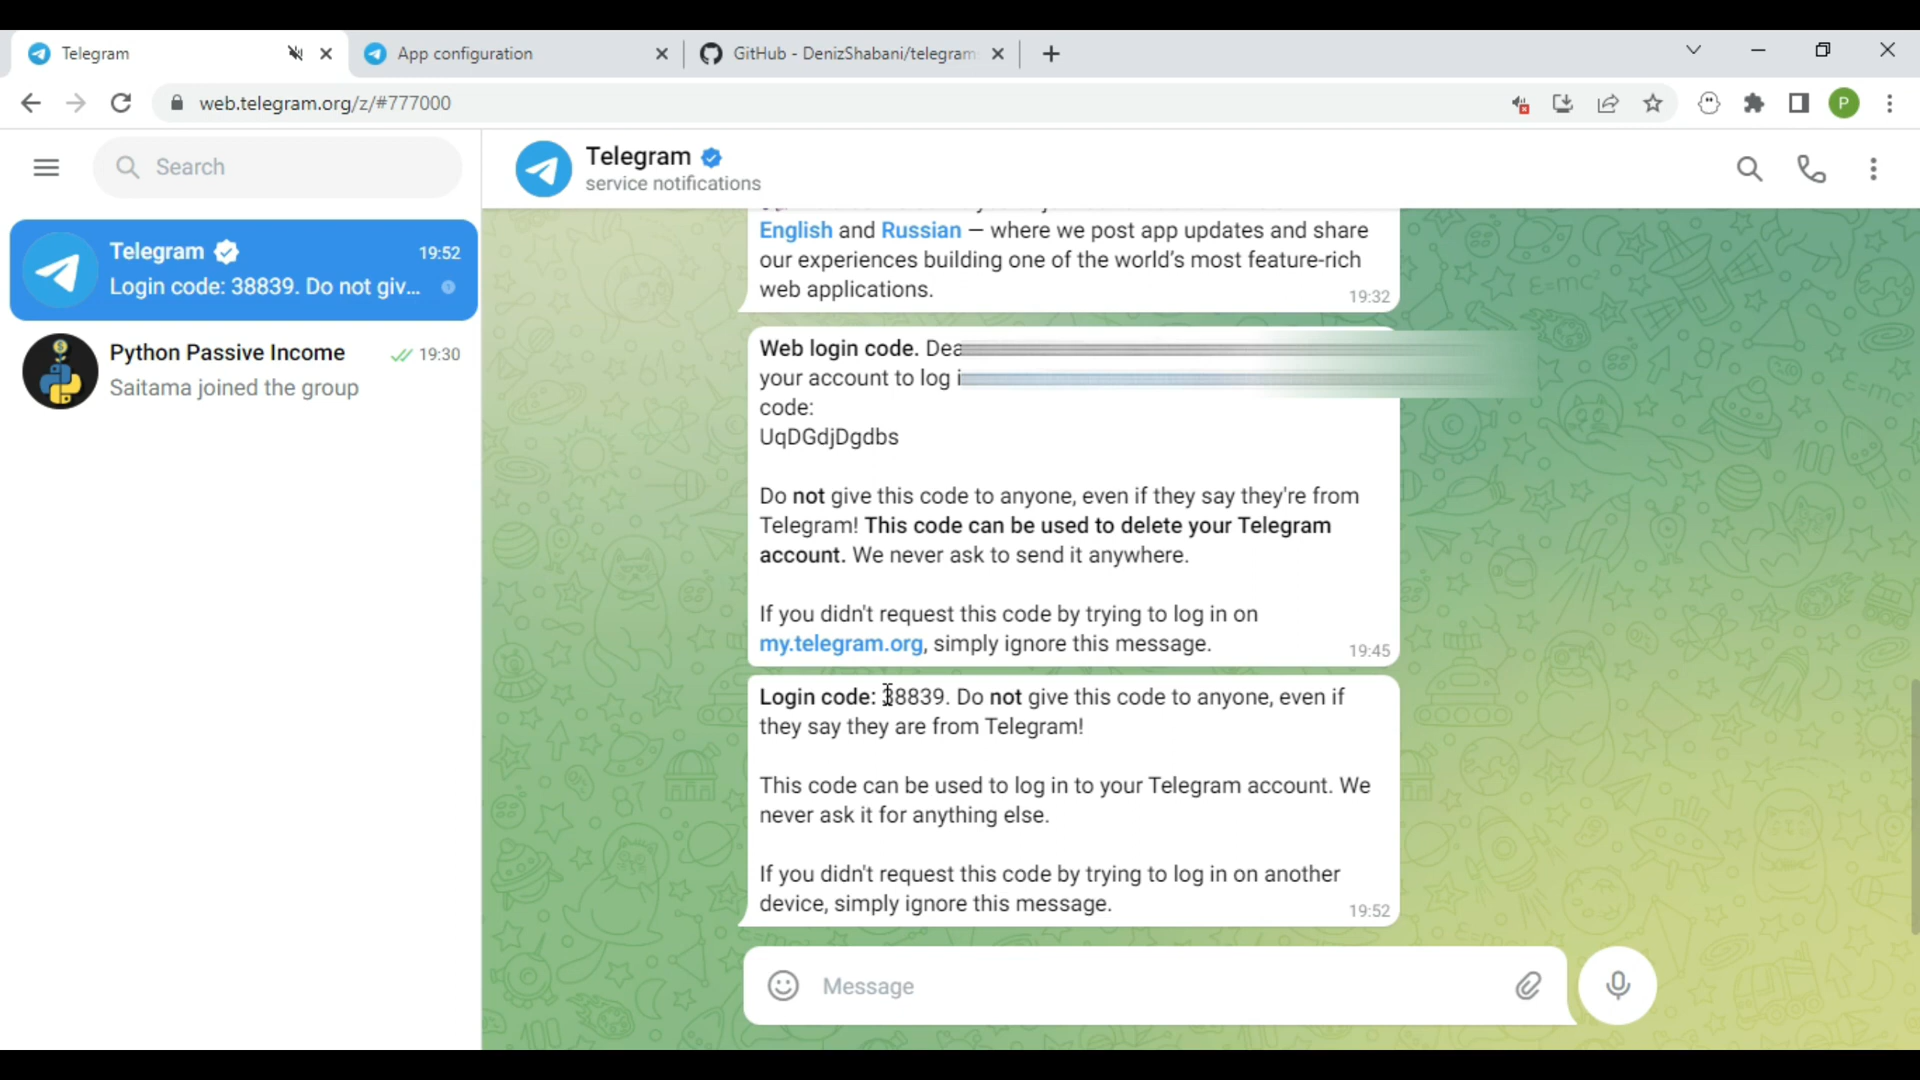 Telegram
App configuration
GitHub - DenizShabani/telegram
web.telegram.org/z/#777000
P
Search
Telegram
19:52
Login code: 38839. Do not giv...
Python Passive Income
19:30
Saitama joined the group
Telegram
service notifications
English and Russian — where we post app updates and share
our experiences building one of the world's most feature-rich
web applications.
19:32
Web login code. Dea
your account to log i
code:
UqDGdjDgdbs
Do not give this code to anyone, even if they say they're from
Telegram! This code can be used to delete your Telegram
account. We never ask to send it anywhere.
If you didn't request this code by trying to log in on
my.telegram.org, simply ignore this message.
19:45
Login code: 38839. Do not give this code to anyone, even if
they say they are from Telegram!
This code can be used to log in to your Telegram account. We
never ask it for anything else.
If you didn't request this code by trying to log in on another
device, simply ignore this message.
19:52
Message